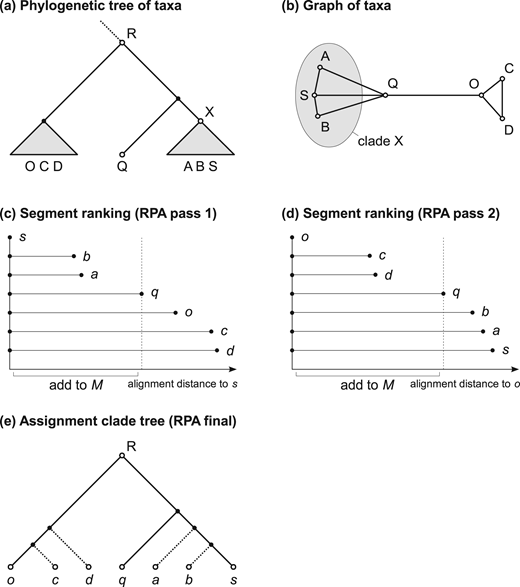 (a) Phylogenetic tree of taxa
R
X
O C D
Q
A B S
(b) Graph of taxa
A
S
B
Q
O
C
D
clade X
(c) Segment ranking (RPA pass 1)
s
b
a
q
o
c
d
add to M
alignment distance to s
(d) Segment ranking (RPA pass 2)
o
c
d
q
b
a
s
add to M
alignment distance to o
(e) Assignment clade tree (RPA final)
R
o c d q a b s